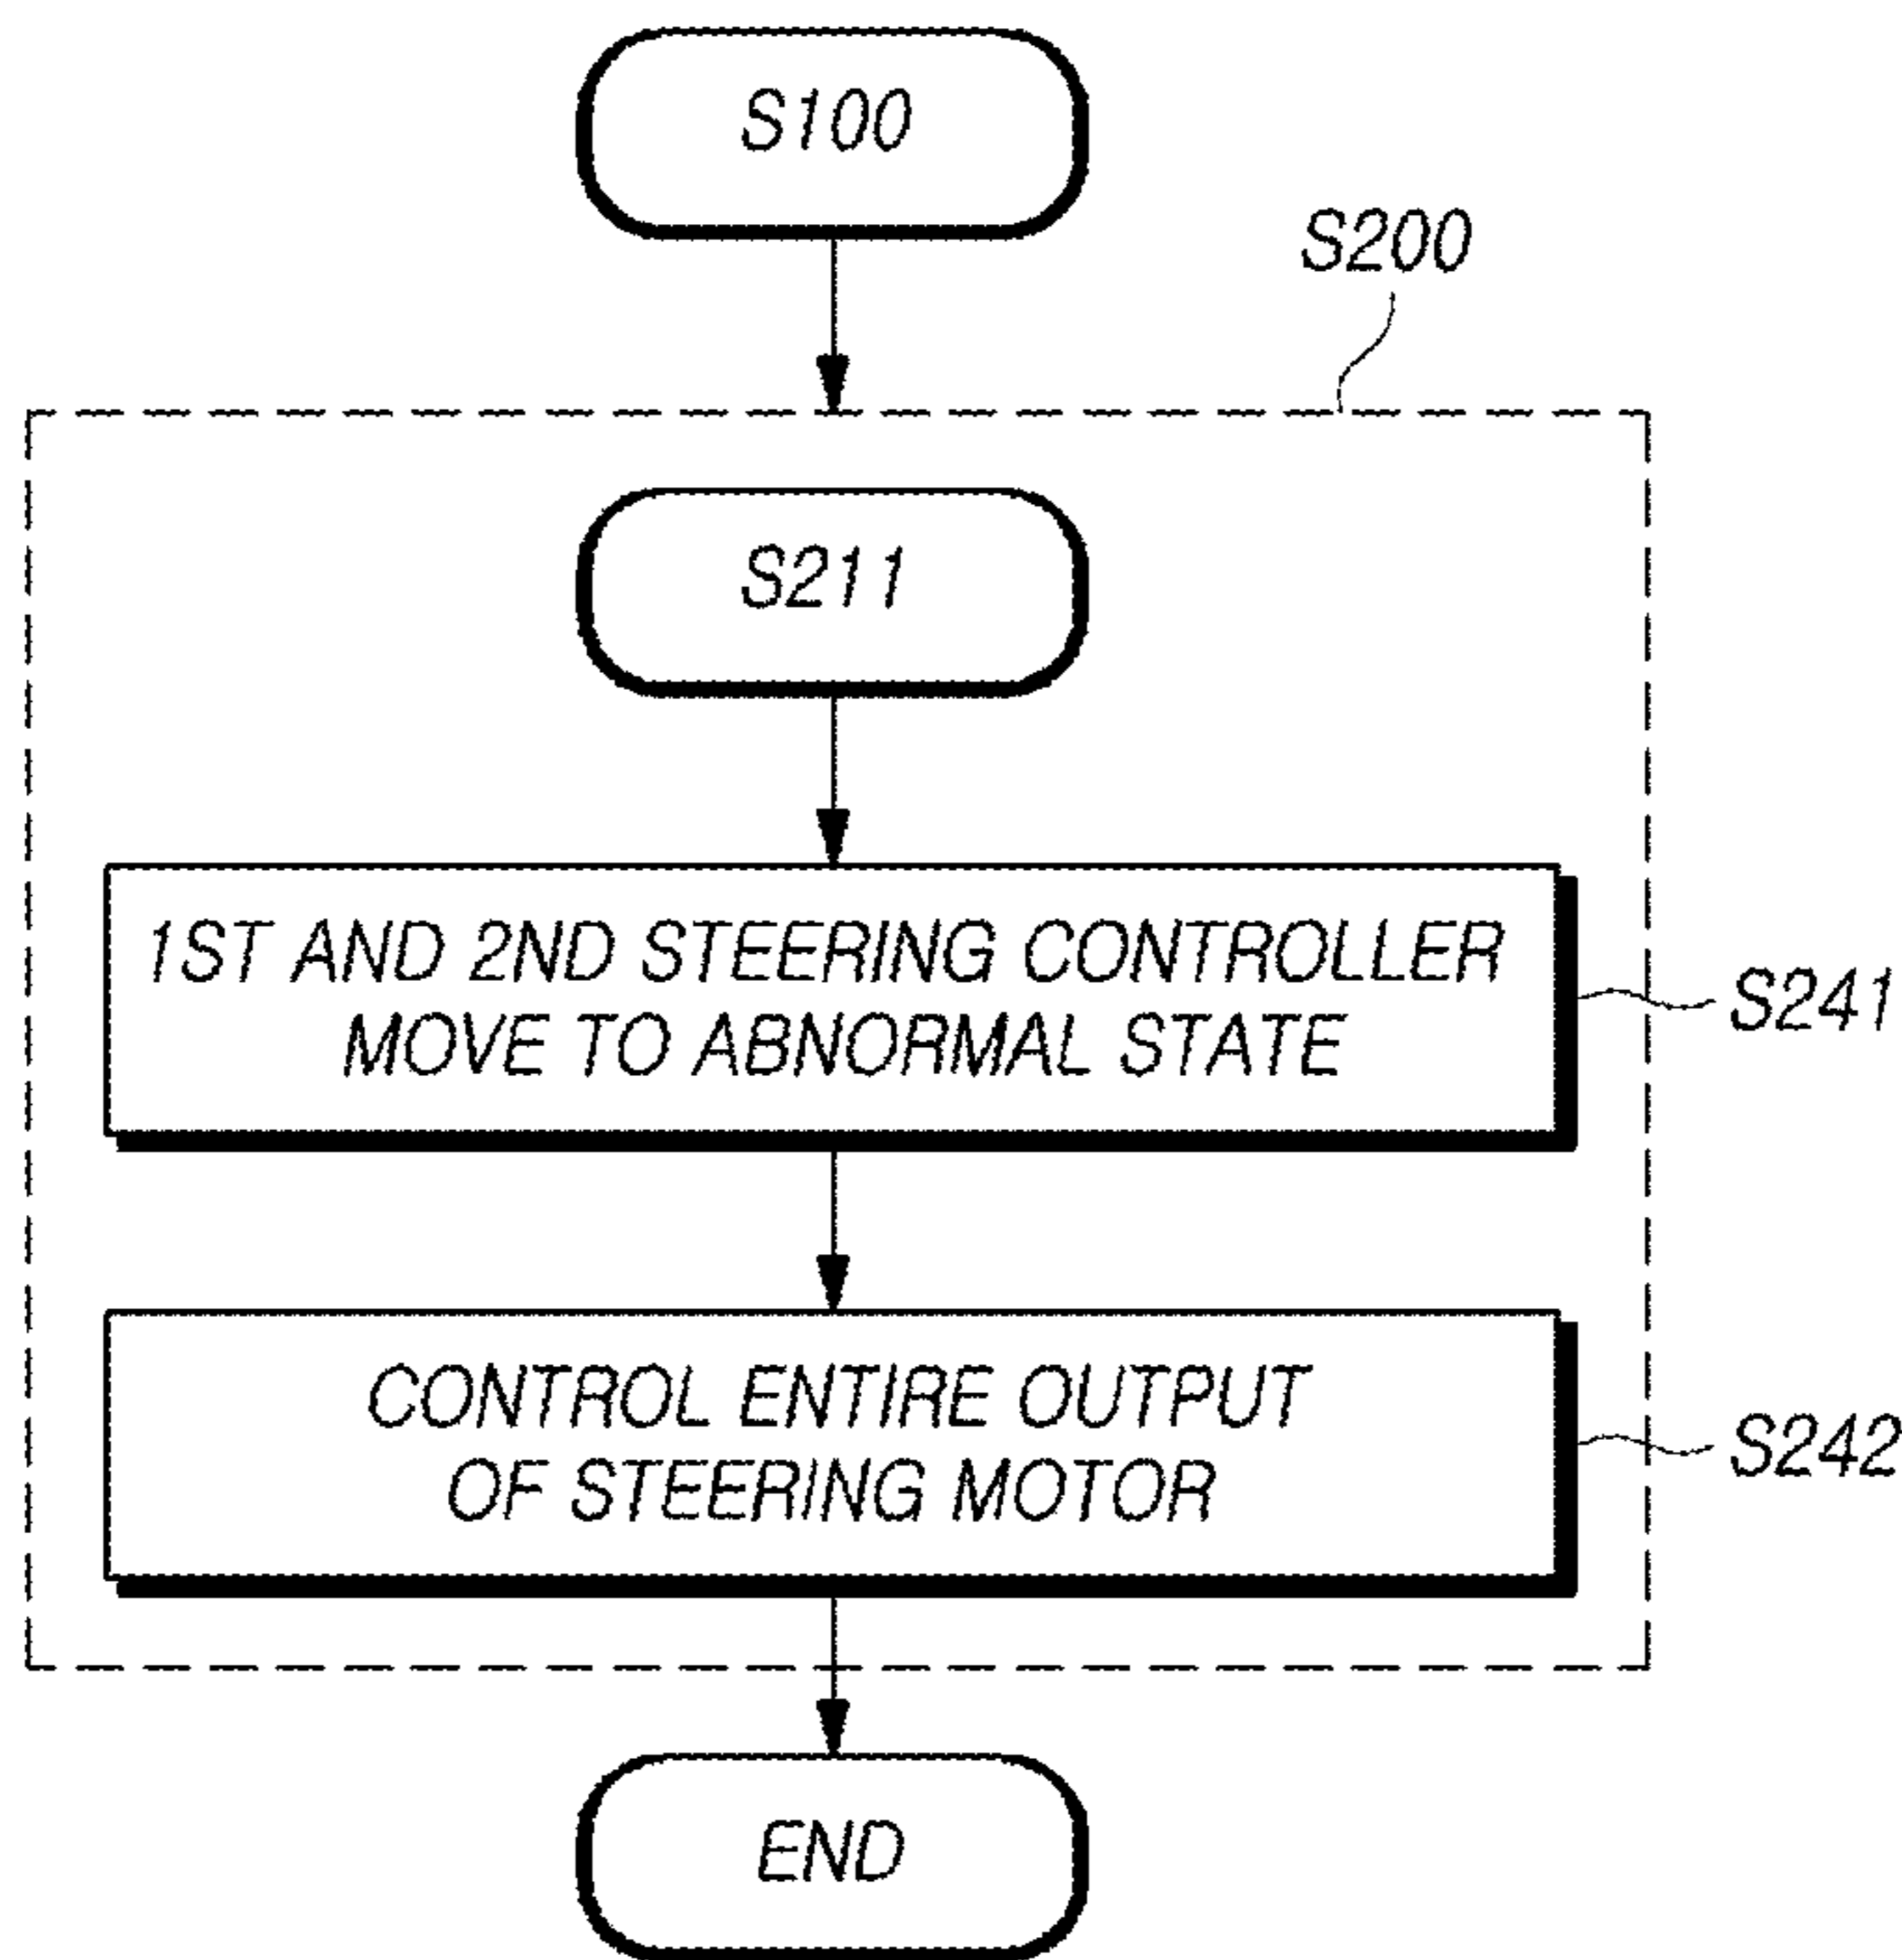 S100
S200
S211
1ST AND 2ND STEERING CONTROLLER
MOVE TO ABNORMAL STATE
S241
CONTROL ENTIRE OUTPUT
OF STEERING MOTOR
S242
END